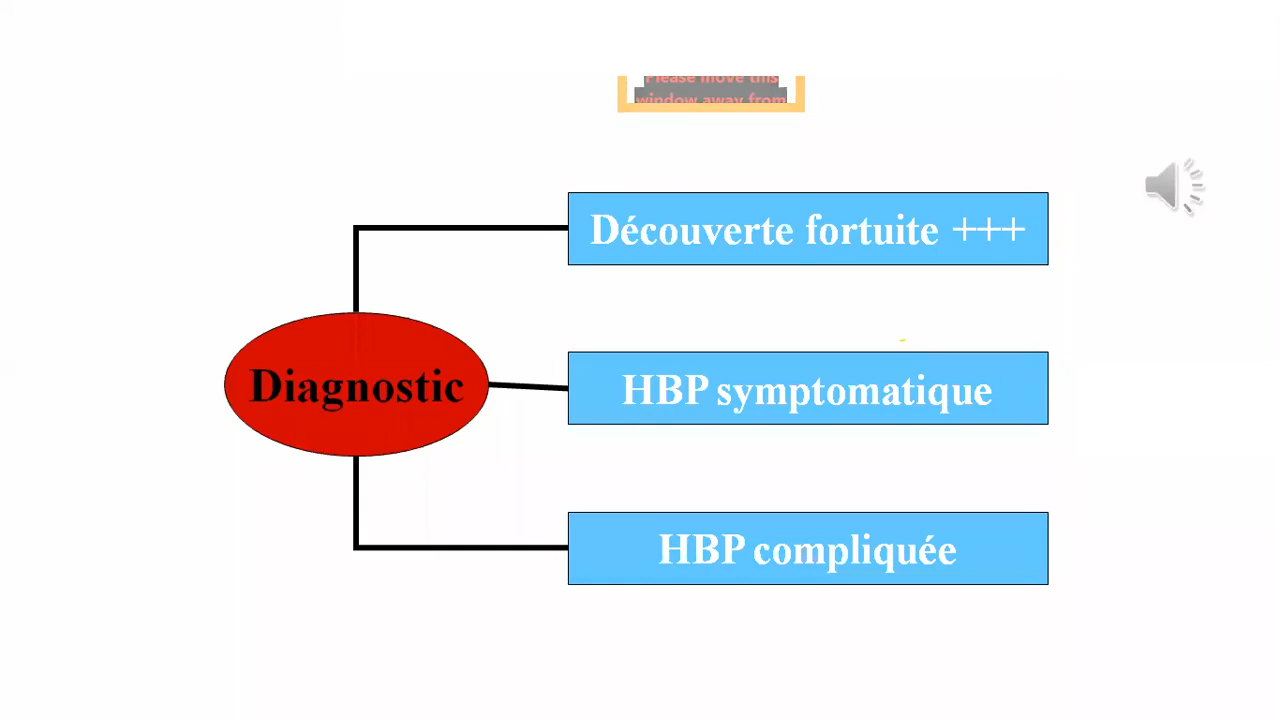 Please move this
window away from
Découverte fortuite +++
Diagnostic
HBP symptomatique
HBP compliquée